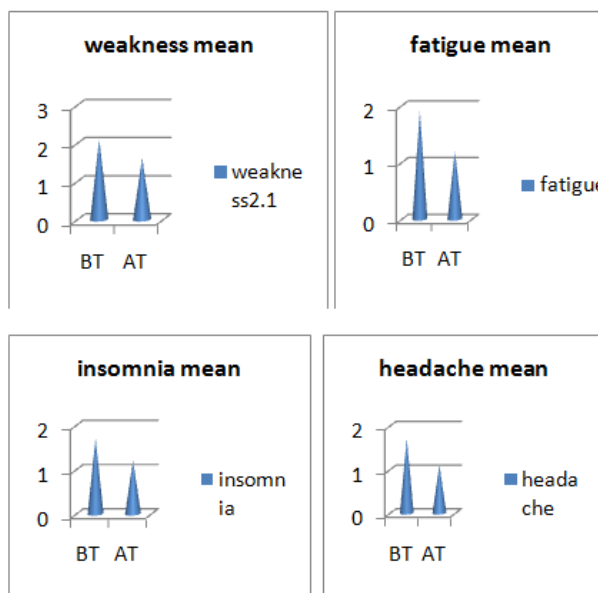 weakness mean
3
2
1
0
BT AT
weakne
ss2.1
fatigue mean
2
1
0
BT AT
fatigue
insomnia mean
2
1
0
BT AT
insomn
ia
headache mean
2
1
0
BT AT
heada
che